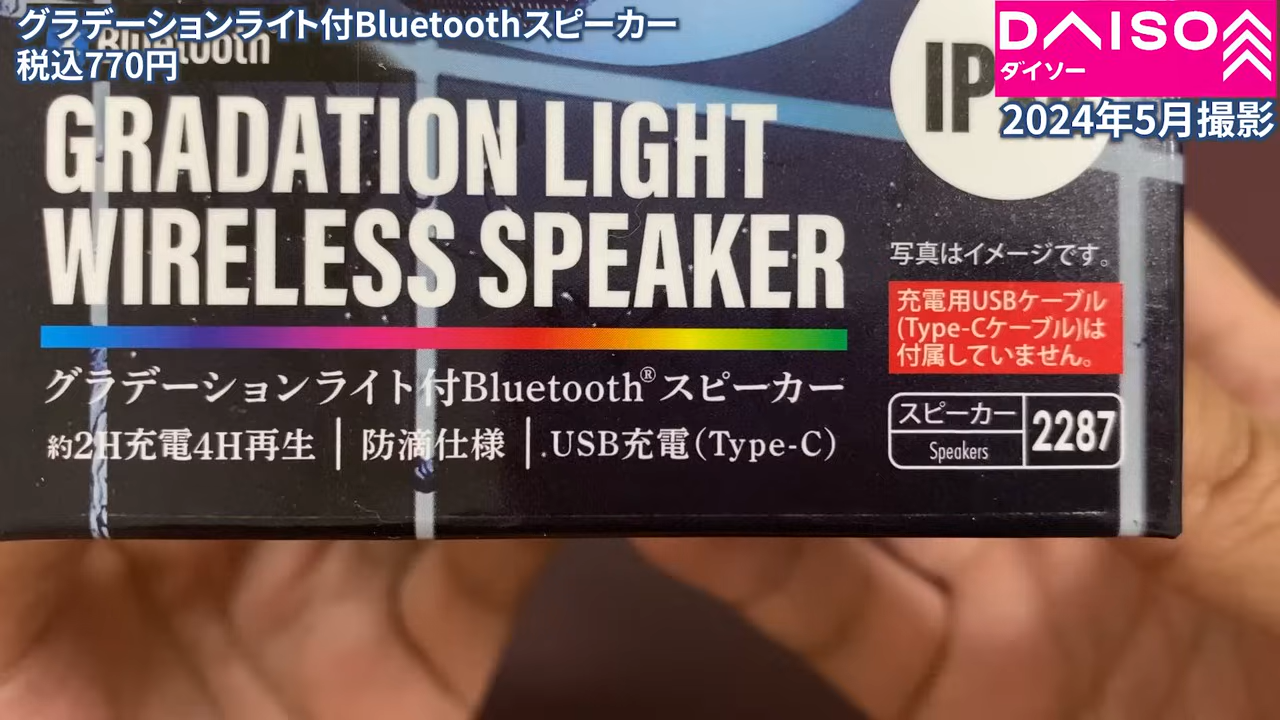 グラデーションライト付Bluetoothスピーカー
税込770円
Bluetooth
DAISO
ダイソー
2024年5月撮影
IP
GRADATION LIGHT
WIRELESS SPEAKER
写真はイメージです。
充電用USBケーブル
(Type-Cケーブル)は
付属していません。
グラデーションライト付Bluetooth®スピーカー
約2H充電4H再生 | 防滴仕様 | USB充電(Type-C)
スピーカー
Speakers
2287